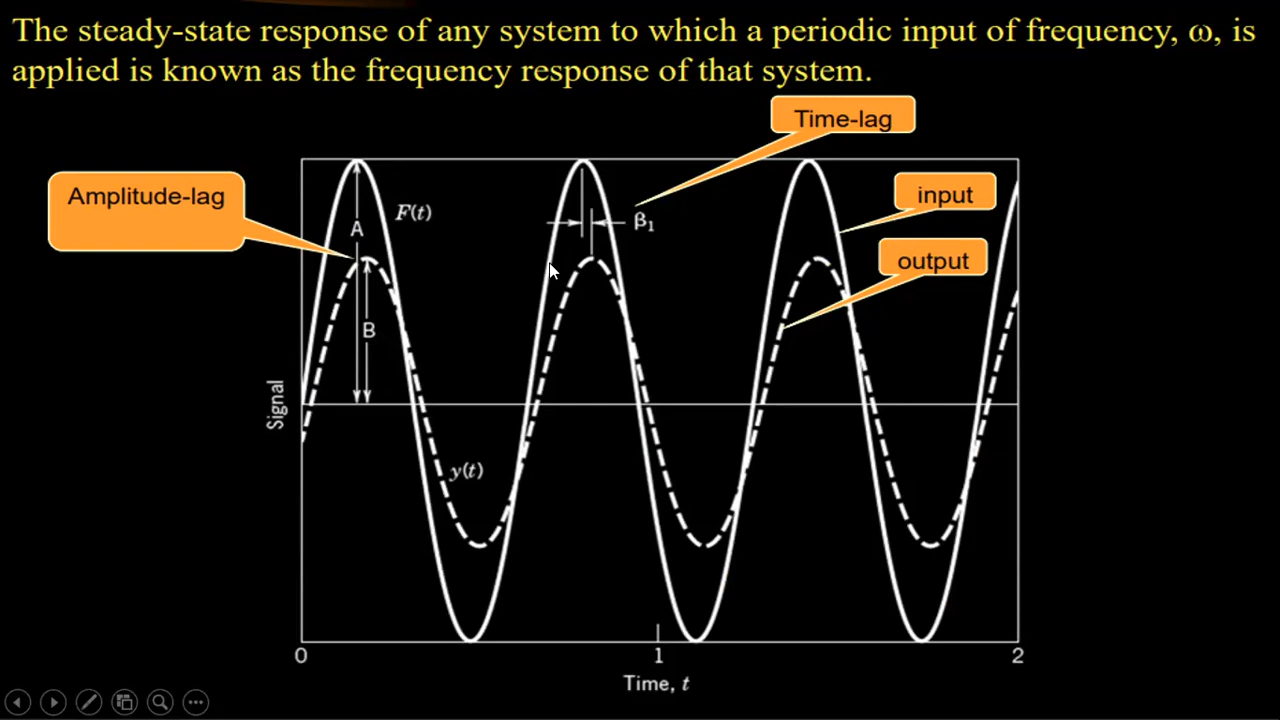 The steady-state response of any system to which a periodic input of frequency, ω, is
applied is known as the frequency response of that system.
Time-lag
Amplitude-lag
input
F(t)
β₁
A
output
B
Signal
y(t)
0
1
2
Time, t